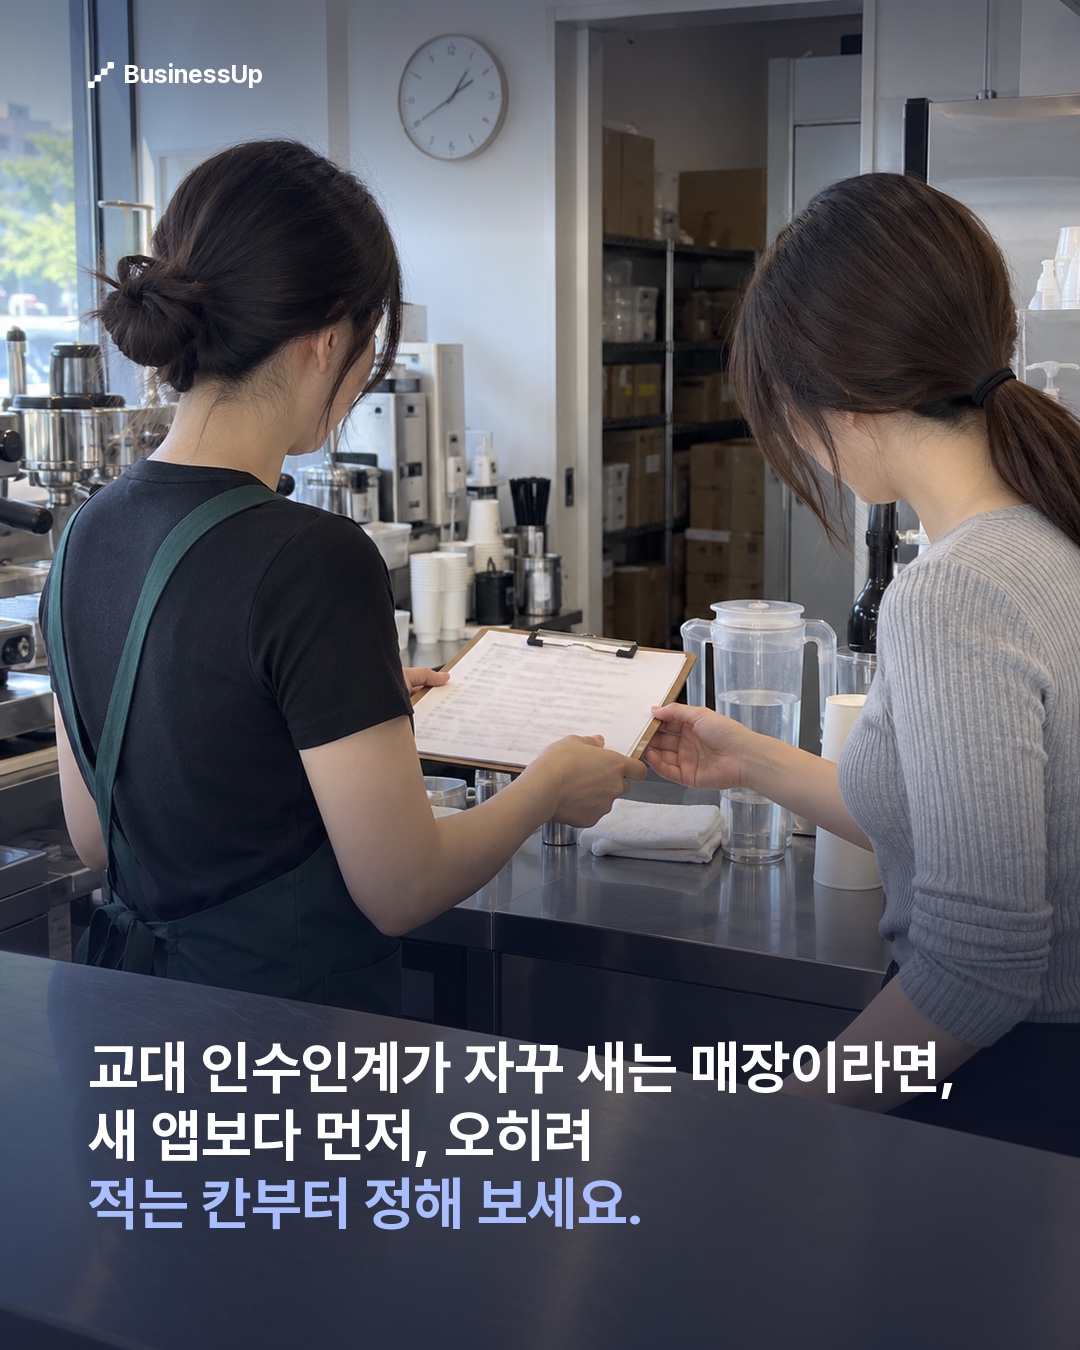 BusinessUp
교대 인수인계가 자꾸 새는 매장이라면,
새 앱보다 먼저, 오히려
적는 칸부터 정해 보세요.